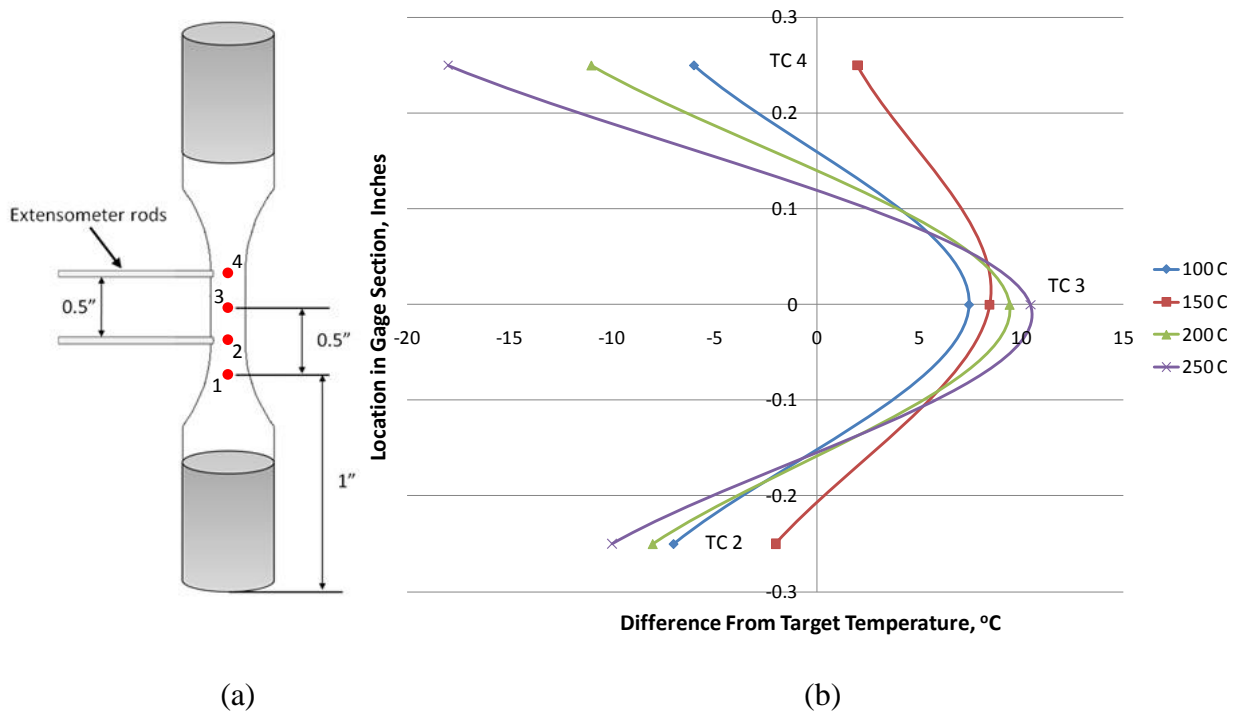 Extensometer rods
0.5”
4
3
2
1
0.5”
1”
(a)
Location in Gage Section, Inches
0.3
0.2
0.1
0
-0.1
-0.2
-0.3
-20 -15 -10 -5 0 5 10 15
TC 4
TC 3
TC 2
Difference From Target Temperature, ᵒC
100 C
150 C
200 C
250 C
(b)